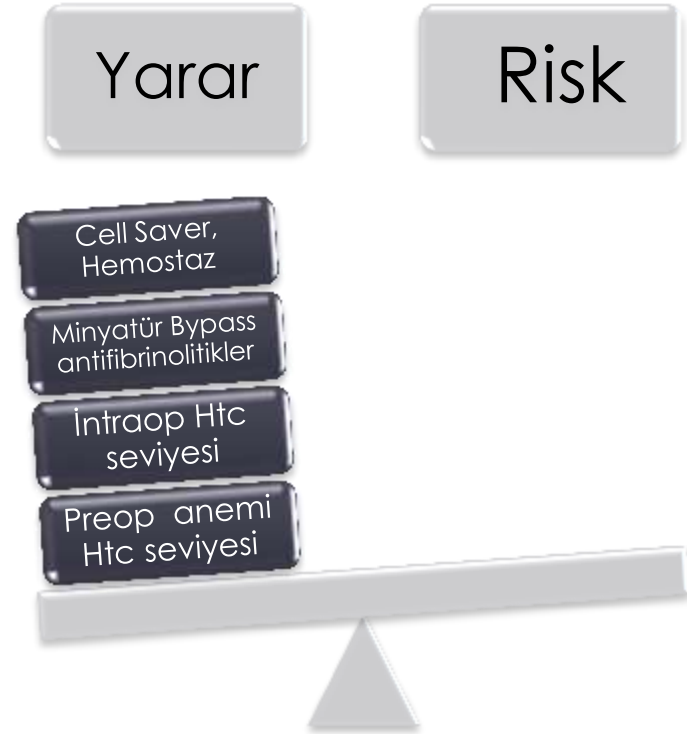 Yarar
Risk
Cell Saver,
Hemostaz
Minyatür Bypass
antifibrinolitikler
İntraop Htc
seviyesi
Preop anemi
Htc seviyesi